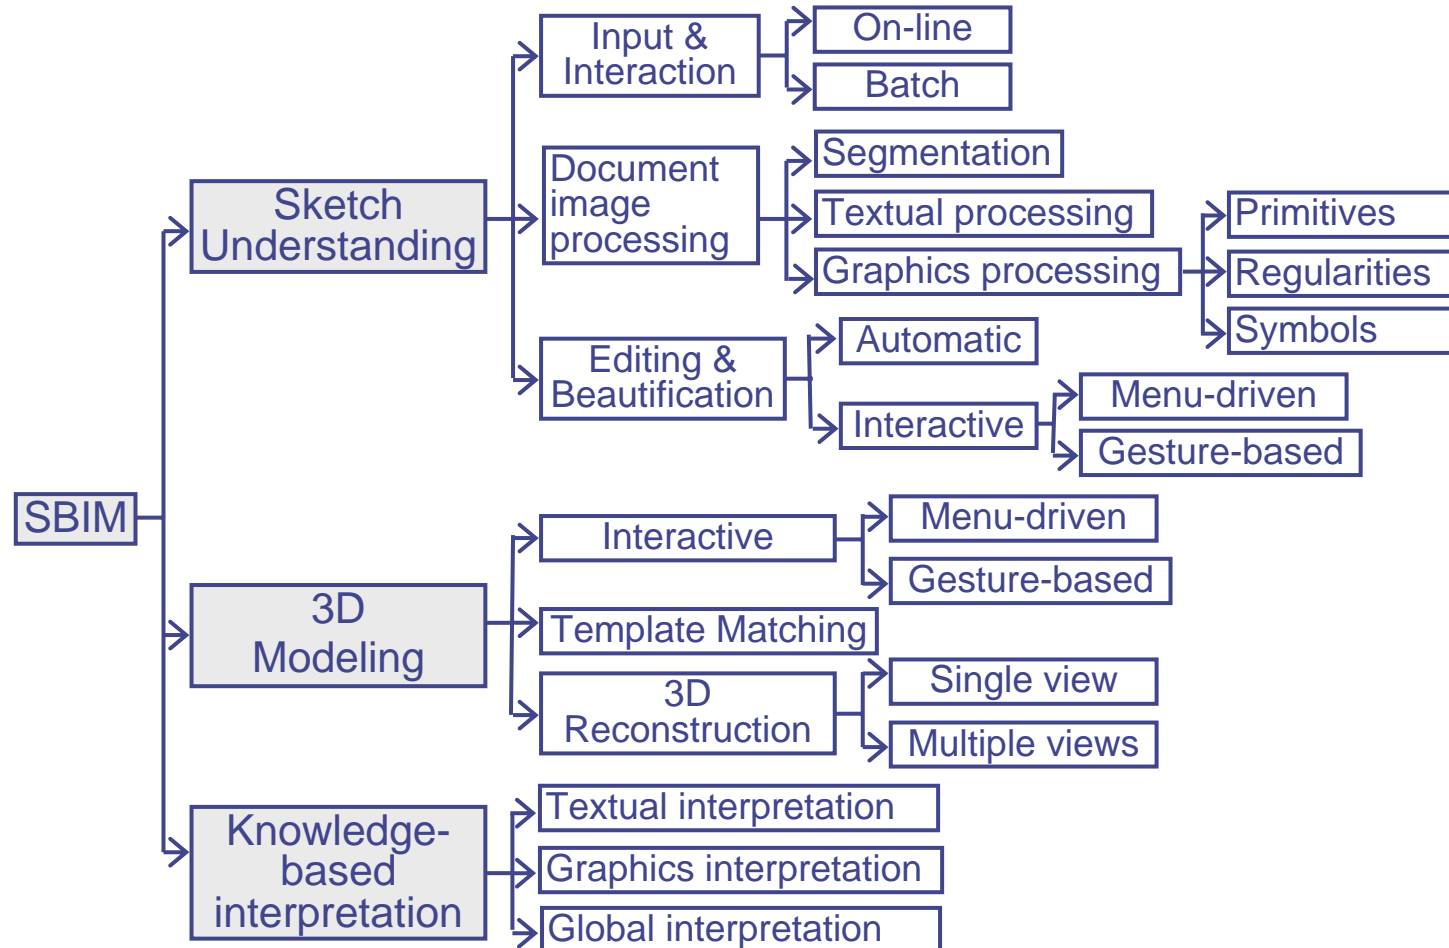 SBIM
Sketch
Understanding
Input &
Interaction
On-line
Batch
Document
image
processing
Segmentation
Textual processing
Graphics processing
Primitives
Regularities
Symbols
Editing &
Beautification
Automatic
Interactive
Menu-driven
Gesture-based
3D
Modeling
Interactive
Menu-driven
Gesture-based
Template Matching
3D
Reconstruction
Single view
Multiple views
Knowledge-
based
interpretation
Textual interpretation
Graphics interpretation
Global interpretation